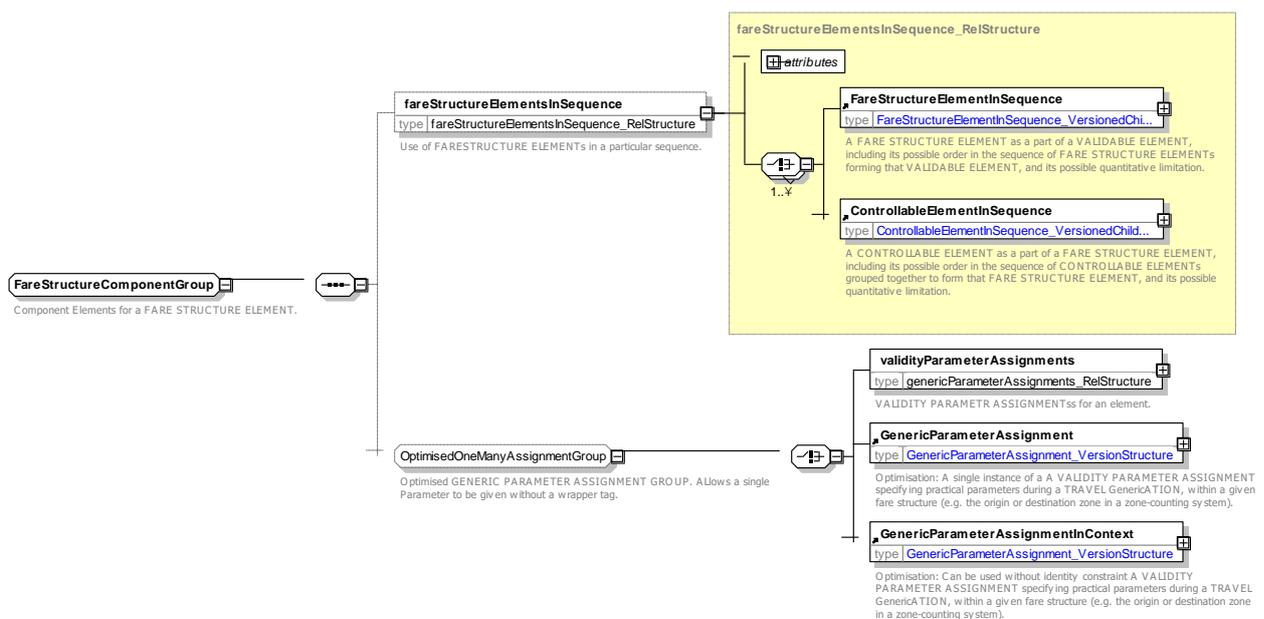 fareStructureElementsInSequence_RelStructure
attributes
fareStructureElementsInSequence
type fareStructureElementsInSequence_RelStructure
Use of FARESTRUCTURE ELEMENTs in a particular sequence.
FareStructureElementInSequence
type FareStructureElementInSequence_VersionedChi...
A FARE STRUCTURE ELEMENT as a part of a VALIDABLE ELEMENT,
including its possible order in the sequence of FARE STRUCTURE ELEMENTs
forming that VALIDABLE ELEMENT, and its possible quantitative limitation.
1..¥
ControllableElementInSequence
type ControllableElementInSequence_VersionedChild...
A CONTROLLABLE ELEMENT as a part of a FARE STRUCTURE ELEMENT,
including its possible order in the sequence of CONTROLLABLE ELEMENTs
grouped together to form that FARE STRUCTURE ELEMENT, and its possible
quantitative limitation.
FareStructureComponentGroup
Component Elements for a FARE STRUCTURE ELEMENT.
validityParameterAssignments
type genericParameterAssignments_RelStructure
VALIDITY PARAMETR ASSIGNMENTss for an element.
OptimisedOneManyAssignmentGroup
Optimised GENERIC PARAMETER ASSIGNMENT GROUP. ALlows a single
Parameter to be given without a wrapper tag.
GenericParameterAssignment
type GenericParameterAssignment_VersionStructure
Optimisation: A single instance of a A VALIDITY PARAMETER ASSIGNMENT
specifying practical parameters during a TRAVEL GenericATION, within a given
fare structure (e.g. the origin or destination zone in a zone-counting system).
GenericParameterAssignmentInContext
type GenericParameterAssignment_VersionStructure
Optimisation: Can be used without identity constraint A VALIDITY
PARAMETER ASSIGNMENT specifying practical parameters during a TRAVEL
GenericATION, within a given fare structure (e.g. the origin or destination zone
in a zone-counting system).